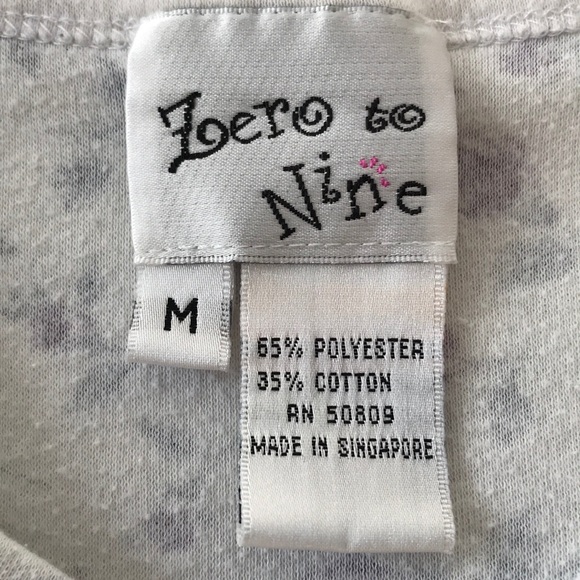 Zero to
Nine
M
65% POLYESTER
35% COTTON
RN 50809
MADE IN SINGAPORE